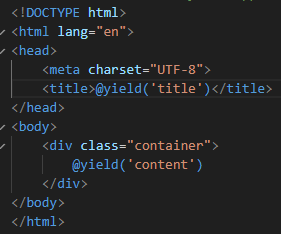 <!DOCTYPE html>
<html lang="en">
<head>
    <meta charset="UTF-8">
    <title>@yield('title')</title>
</head>
<body>
    <div class="container">
        @yield('content')
    </div>
</body>
</html>